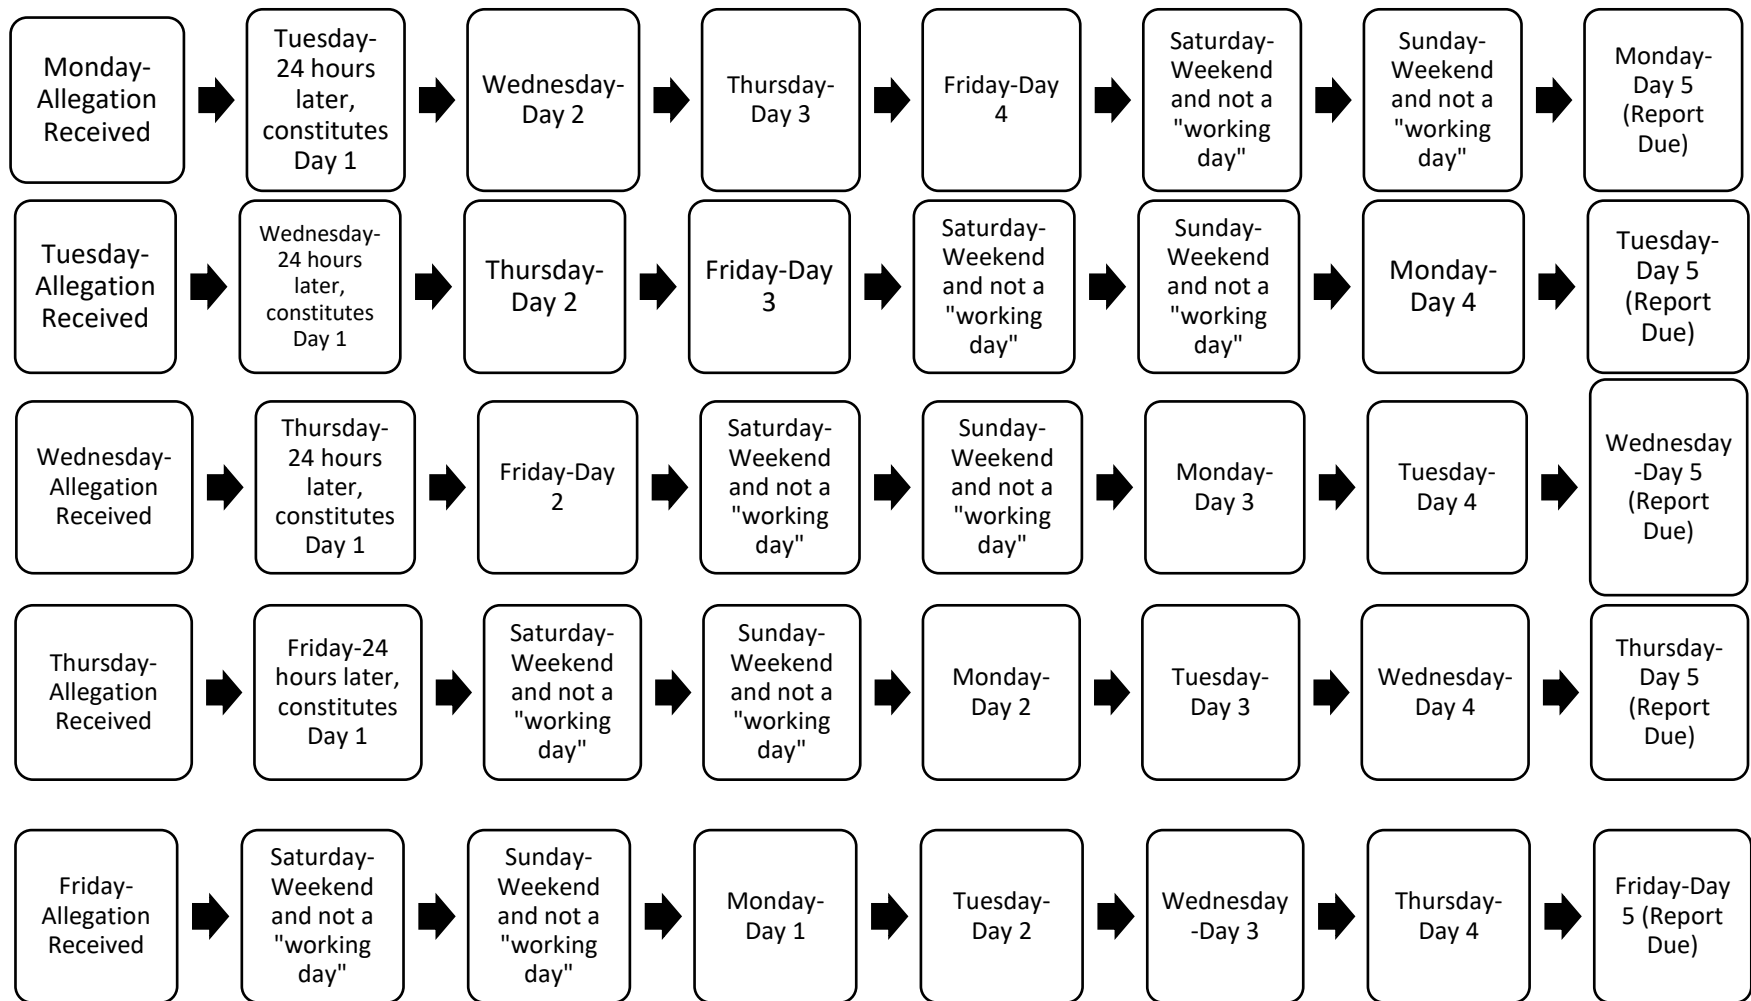 Monday-
Allegation
Received
Tuesday-
24 hours
later,
constitutes
Day 1
Wednesday-
Day 2
Thursday-
Day 3
Friday-Day
4
Saturday-
Weekend
and not a
"working
day"
Sunday-
Weekend
and not a
"working
day"
Monday-
Day 5
(Report
Due)
Tuesday-
Allegation
Received
Wednesday-
24 hours
later,
constitutes
Day 1
Thursday-
Day 2
Friday-Day
3
Saturday-
Weekend
and not a
"working
day"
Sunday-
Weekend
and not a
"working
day"
Monday-
Day 4
Tuesday-
Day 5
(Report
Due)
Wednesday-
Allegation
Received
Thursday-
24 hours
later,
constitutes
Day 1
Friday-Day
2
Saturday-
Weekend
and not a
"working
day"
Sunday-
Weekend
and not a
"working
day"
Monday-
Day 3
Tuesday-
Day 4
Wednesday
-Day 5
(Report
Due)
Thursday-
Allegation
Received
Friday-24
hours later,
constitutes
Day 1
Saturday-
Weekend
and not a
"working
day"
Sunday-
Weekend
and not a
"working
day"
Monday-
Day 2
Tuesday-
Day 3
Wednesday-
Day 4
Thursday-
Day 5
(Report
Due)
Friday-
Allegation
Received
Saturday-
Weekend
and not a
"working
day"
Sunday-
Weekend
and not a
"working
day"
Monday-
Day 1
Tuesday-
Day 2
Wednesday
-Day 3
Thursday-
Day 4
Friday-Day
5 (Report
Due)